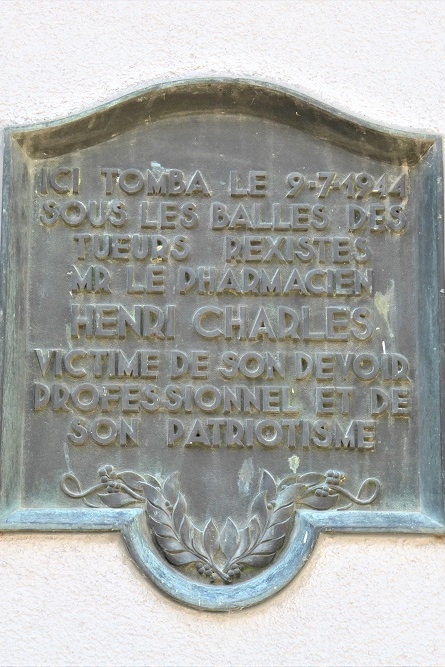 ICI TOMBA LE 9-7-1944
SOUS LES BALLES DES
TUEURS REXISTES
MR LE PHARMACIEN
HENRI CHARLES
VICTIME DE SON DEVOIR
PROFESSIONNEL ET DE
SON PATRIOTISME